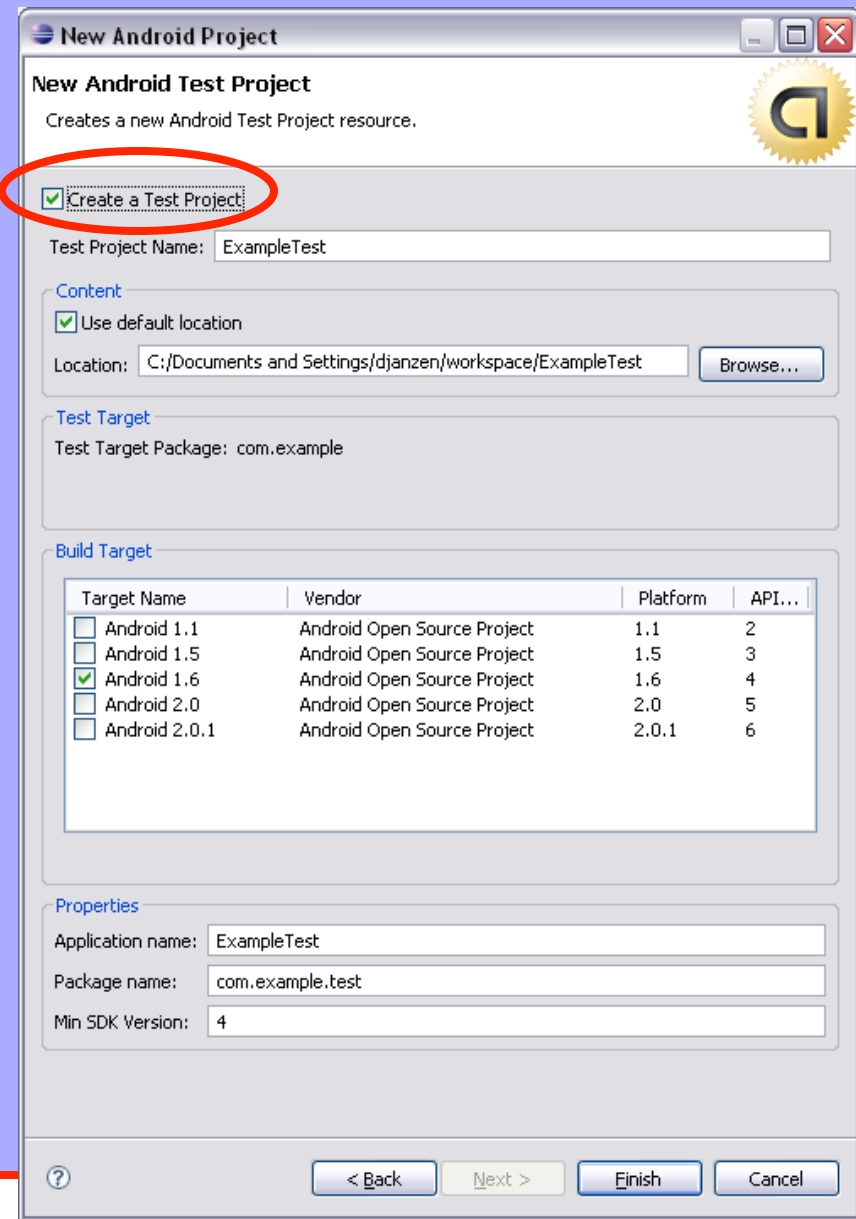 New Android Project
New Android Test Project
Creates a new Android Test Project resource.
Create a Test Project
Test Project Name: ExampleTest
Content
Use default location
Location: C:/Documents and Settings/djanzen/workspace/ExampleTest Browse...
Test Target
Test Target Package: com.example
Build Target
Target Name Vendor Platform API...
Android 1.1 Android Open Source Project 1.1 2
Android 1.5 Android Open Source Project 1.5 3
Android 1.6 Android Open Source Project 1.6 4
Android 2.0 Android Open Source Project 2.0 5
Android 2.0.1 Android Open Source Project 2.0.1 6
Properties
Application name: ExampleTest
Package name: com.example.test
Min SDK Version: 4
? < Back Next > Finish Cancel